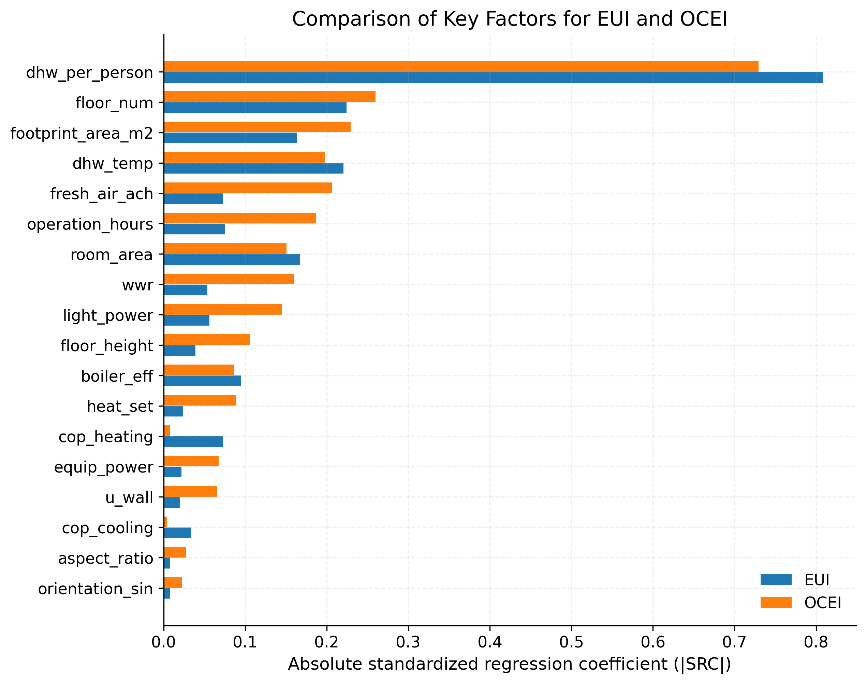 Comparison of Key Factors for EUI and OCEI
dhw_per_person
floor_num
footprint_area_m2
dhw_temp
fresh_air_ach
operation_hours
room_area
wwr
light_power
floor_height
boiler_eff
heat_set
cop_heating
equip_power
u_wall
cop_cooling
aspect_ratio
orientation_sin
EUI
OCEI
0.0 0.1 0.2 0.3 0.4 0.5 0.6 0.7 0.8
Absolute standardized regression coefficient (|SRC|)